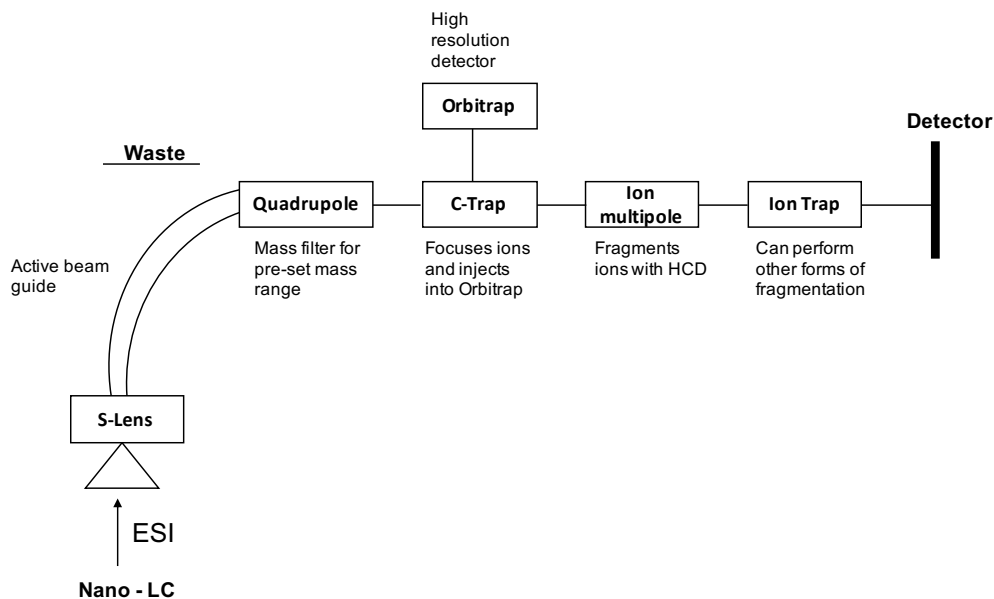 High
resolution
detector
Orbitrap
Detector
Waste
Quadrupole
C-Trap
Ion
multipole
Ion Trap
Mass filter for
pre-set mass
range
Focuses ions
and injects
into Orbitrap
Fragments
ions with HCD
Can perform
other forms of
fragmentation
Active beam
guide
S-Lens
ESI
Nano - LC